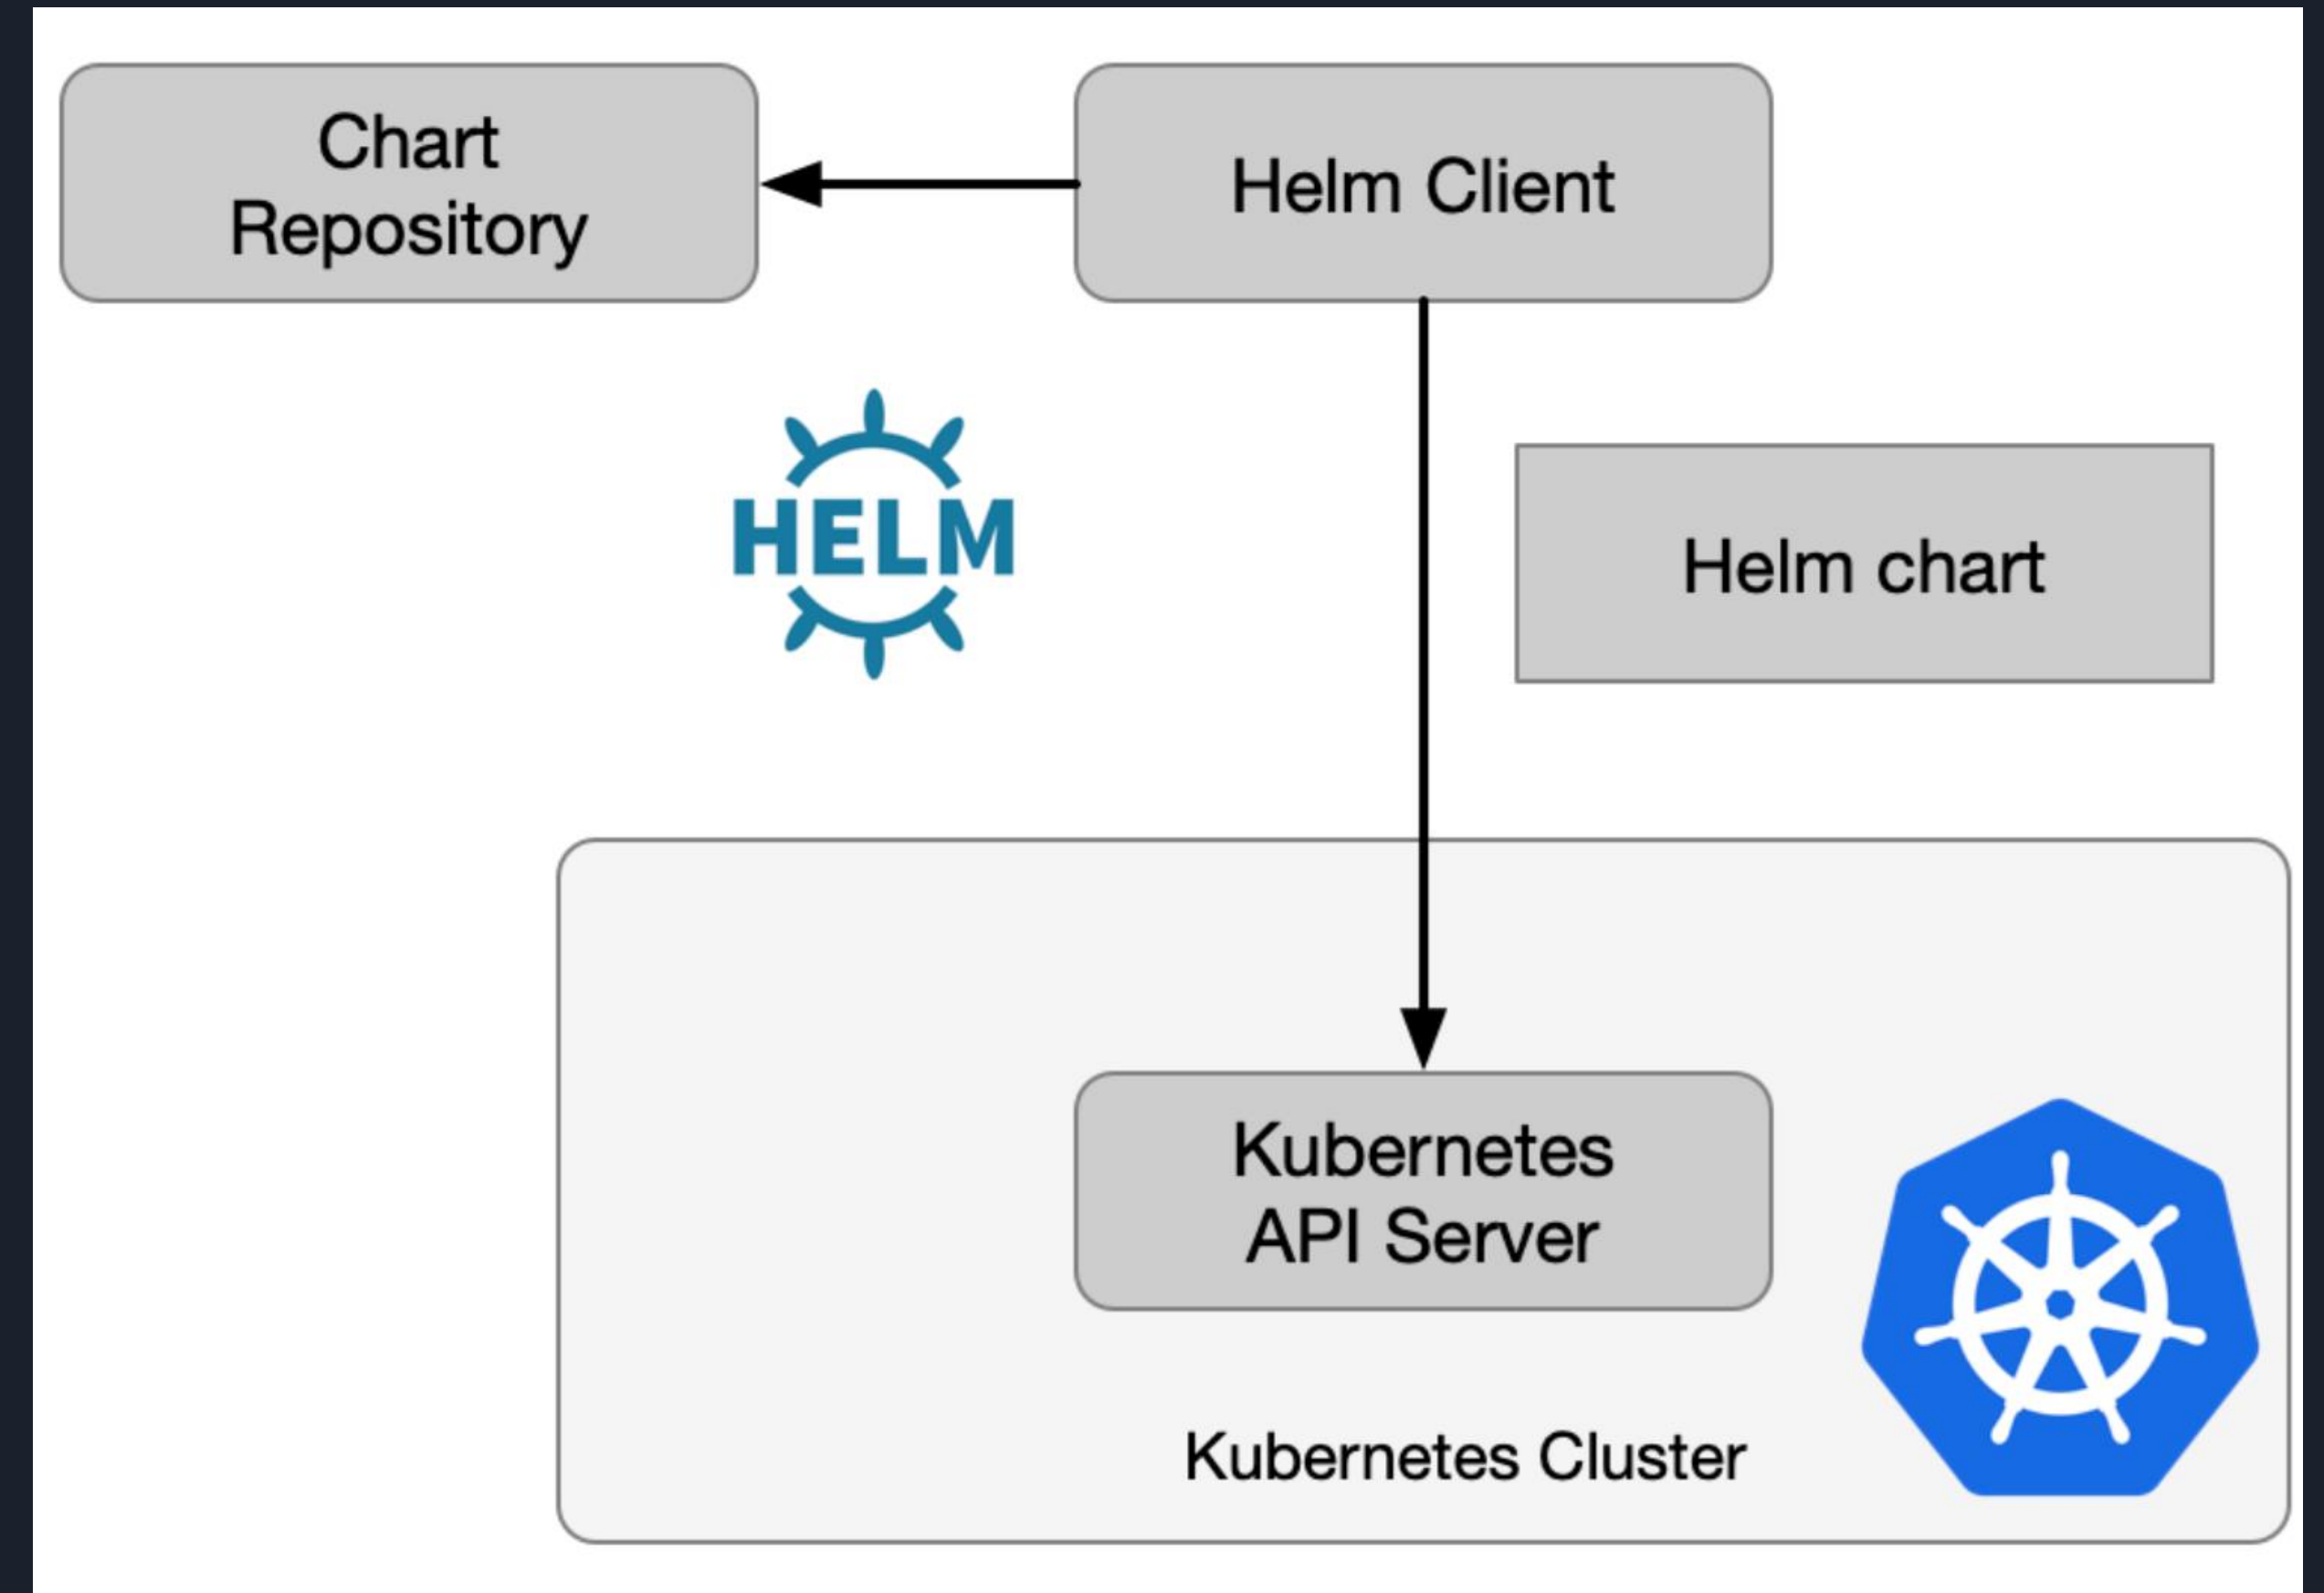 Chart
Repository
Helm Client
HELM
Helm chart
Kubernetes
API Server
Kubernetes Cluster